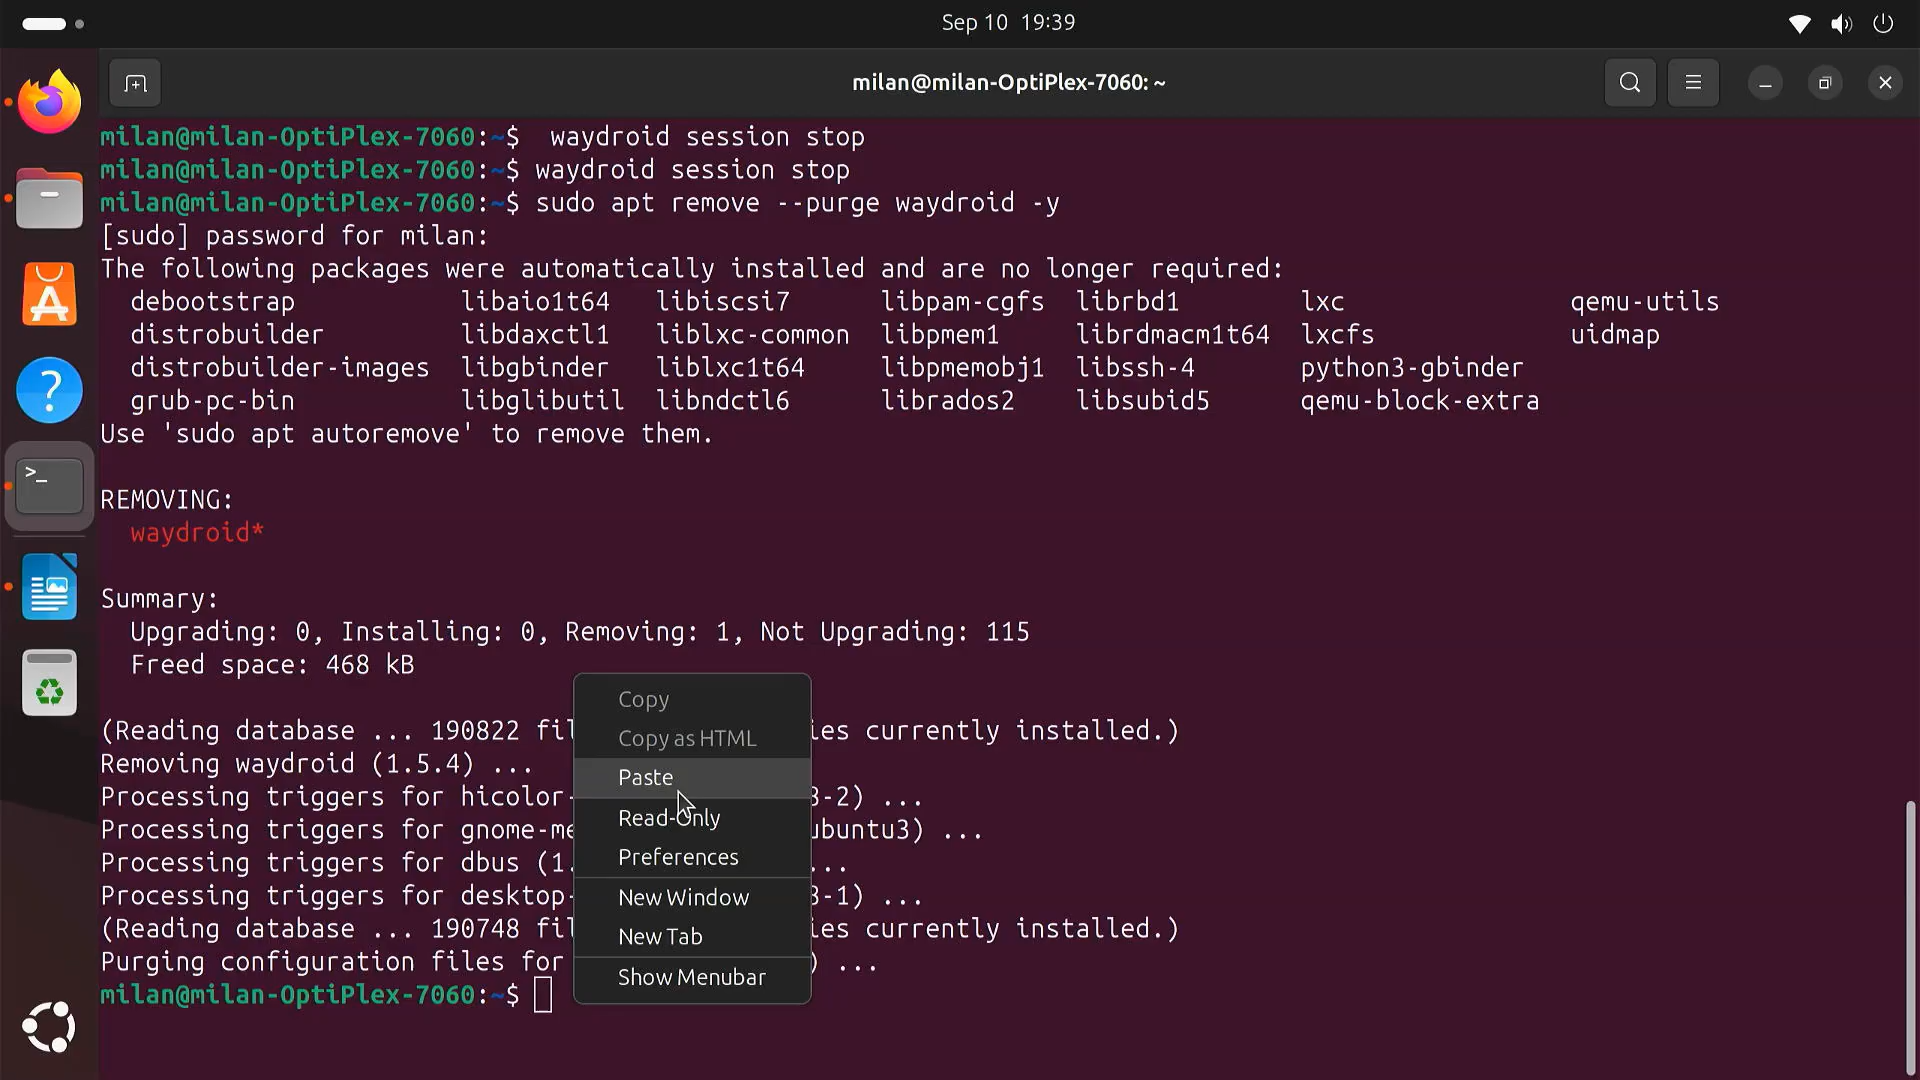 Sep 10 19:39
milan@milan-OptiPlex-7060: ~
milan@milan-OptiPlex-7060:~$  waydroid session stop
milan@milan-OptiPlex-7060:~$ waydroid session stop
milan@milan-OptiPlex-7060:~$ sudo apt remove --purge waydroid -y
[sudo] password for milan:
The following packages were automatically installed and are no longer required:
debootstrap libaio1t64 libiscsi7 libpam-cgfs librbd1 lxc qemu-utils
distrobuilder libdaxctl1 liblxc-common libpmem1 librdmacm1t64 lxcfs uidmap
distrobuilder-images libgbinder liblxc1t64 libpmemobj1 libssh-4 python3-gbinder
grub-pc-bin libglibutil libndctl6 librados2 libsubid5 qemu-block-extra
Use 'sudo apt autoremove' to remove them.
REMOVING:
waydroid*
Summary:
Upgrading: 0, Installing: 0, Removing: 1, Not Upgrading: 115
Freed space: 468 kB
(Reading database ... 190822 fil ies currently installed.)
Removing waydroid (1.5.4) ...
Processing triggers for hicolor- 3-2) ...
Processing triggers for gnome-me ubuntu3) ...
Processing triggers for dbus (1. ...
Processing triggers for desktop- 3-1) ...
(Reading database ... 190748 fil ies currently installed.)
Purging configuration files for ) ...
milan@milan-OptiPlex-7060:~$
Copy
Copy as HTML
Paste
Read-Only
Preferences
New Window
New Tab
Show Menubar